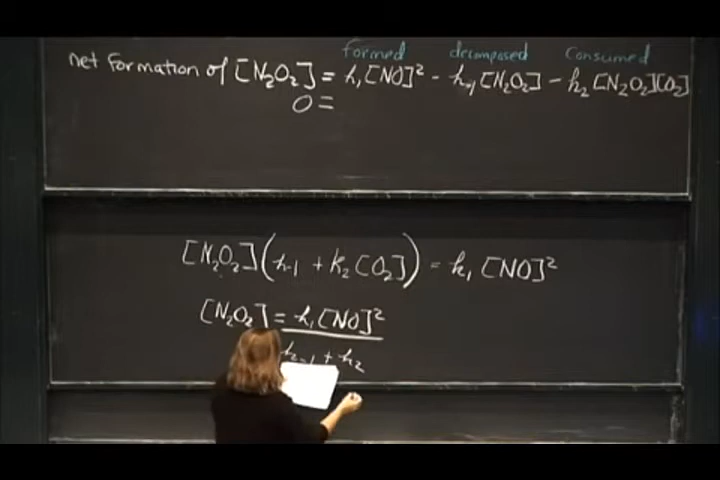 formed decomposed Consumed
net formation of [N₂O₂] = k₁[NO]² - k₋₁[N₂O₂] - k₂[N₂O₂][O₂]
0 =
[N₂O₂](k₋₁ + k₂[O₂]) = k₁[NO]²
[N₂O₂] = k₁[NO]²
k₋₁ + k₂